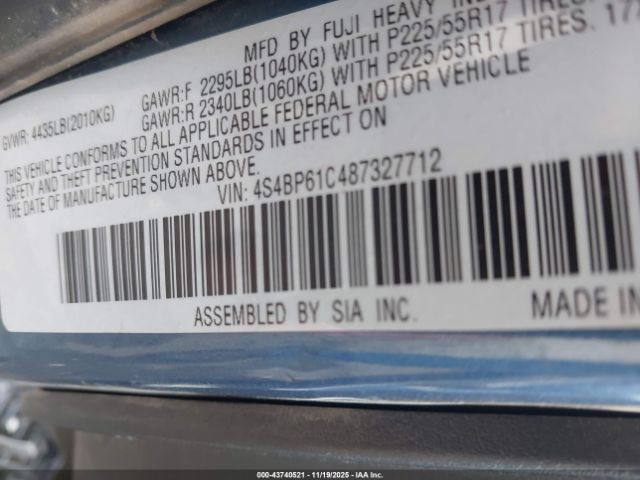 MFD BY FUJI HEAVY
GVWR: 4435LB(2010KG) GAWR:F 2295LB(1040KG) WITH P225/55R17 TIRES.
GAWR:R 2340LB(1060KG) WITH P225/55R17 TIRES. 17
THIS VEHICLE CONFORMS TO ALL APPLICABLE FEDERAL MOTOR VEHICLE
SAFETY AND THEFT PREVENTION STANDARDS IN EFFECT ON
THE DATE OF MANUFACTURE SHOWN ABOVE.
VIN: 4S4BP61C487327712
ASSEMBLED BY SIA INC. MADE IN
000-43740521 - 11/19/2025 - IAA Inc.